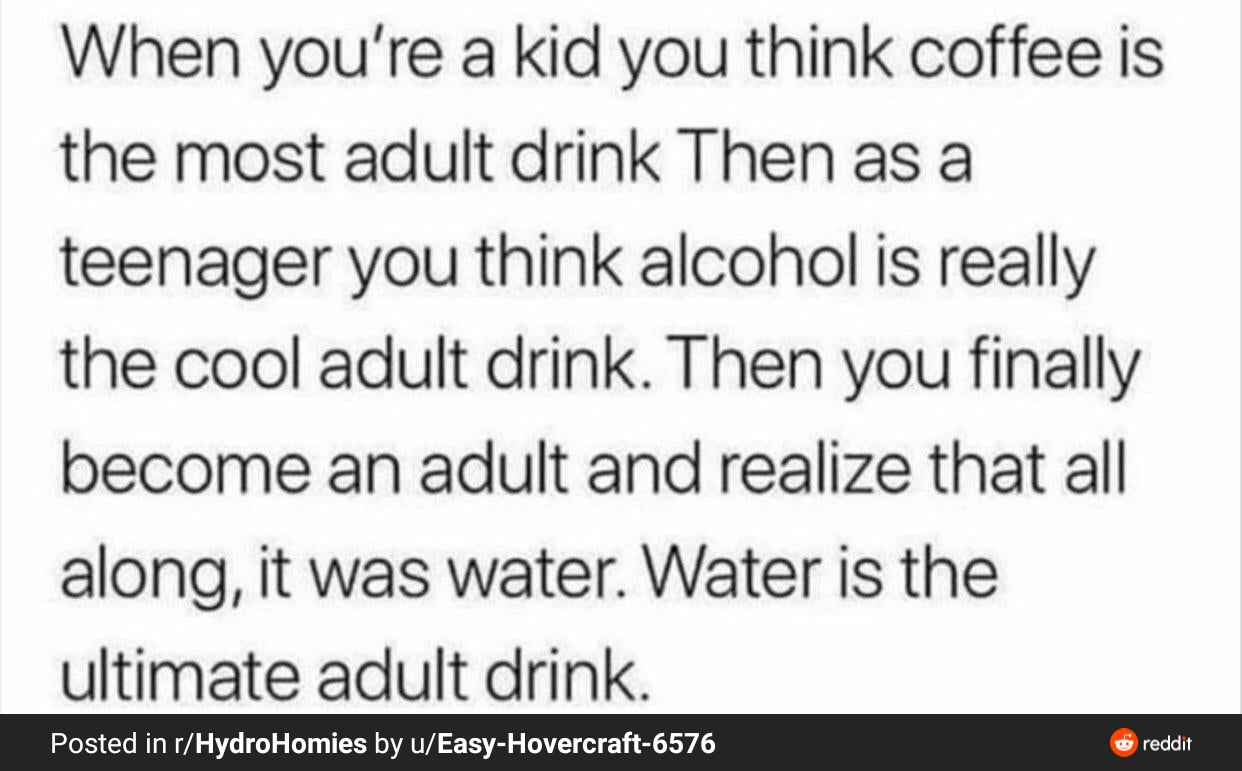 When you're a kid you think coffee is
the most adult drink Then as a
teenager you think alcohol is really
the cool adult drink. Then you finally
become an adult and realize that all
along, it was water. Water is the
ultimate adult drink.
Posted in r/HydroHomies by u/Easy-Hovercraft-6576
reddit